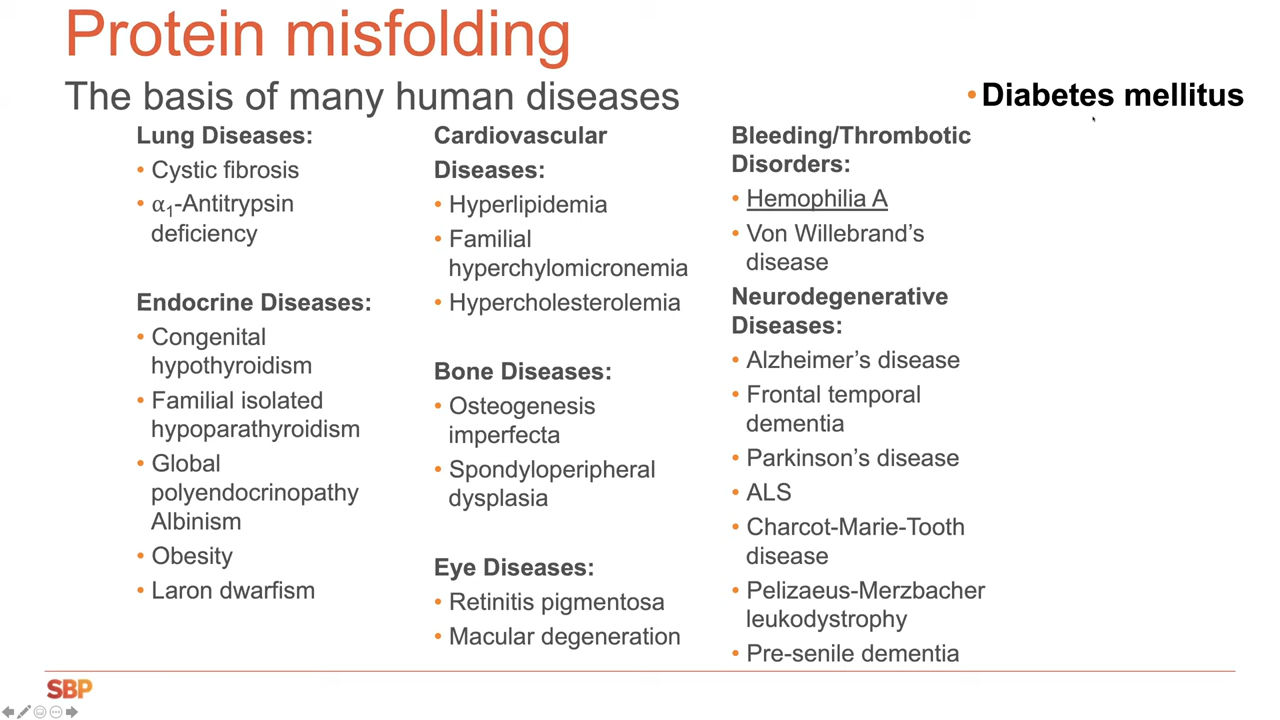 Protein misfolding
The basis of many human diseases
• Diabetes mellitus
Lung Diseases:
• Cystic fibrosis
• α1-Antitrypsin
deficiency
Endocrine Diseases:
• Congenital
hypothyroidism
• Familial isolated
hypoparathyroidism
• Global
polyendocrinopathy
Albinism
• Obesity
• Laron dwarfism
Cardiovascular
Diseases:
• Hyperlipidemia
• Familial
hyperchylomicronemia
• Hypercholesterolemia
Bone Diseases:
• Osteogenesis
imperfecta
• Spondyloperipheral
dysplasia
Eye Diseases:
• Retinitis pigmentosa
• Macular degeneration
Bleeding/Thrombotic
Disorders:
• Hemophilia A
• Von Willebrand’s
disease
Neurodegenerative
Diseases:
• Alzheimer’s disease
• Frontal temporal
dementia
• Parkinson’s disease
• ALS
• Charcot-Marie-Tooth
disease
• Pelizaeus-Merzbacher
leukodystrophy
• Pre-senile dementia
SBP